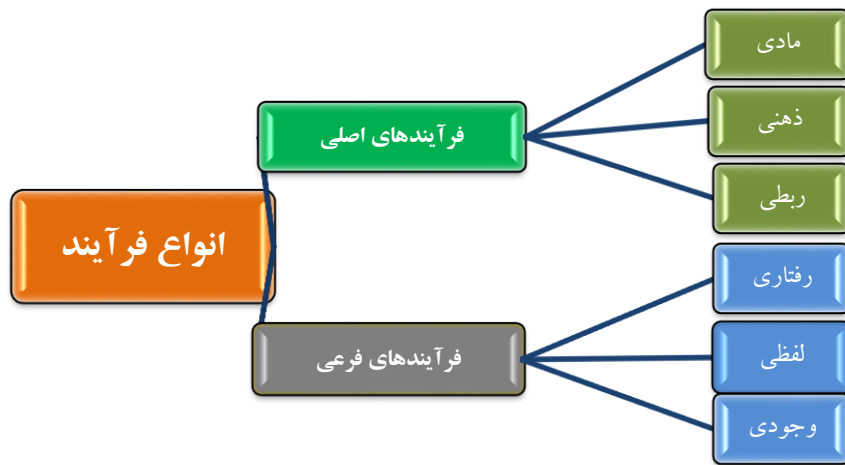 انواع فرآیند
فرآیندهای اصلی
مادی
ذهنی
ربطی
فرآیندهای فرعی
رفتاری
لفظی
وجودی